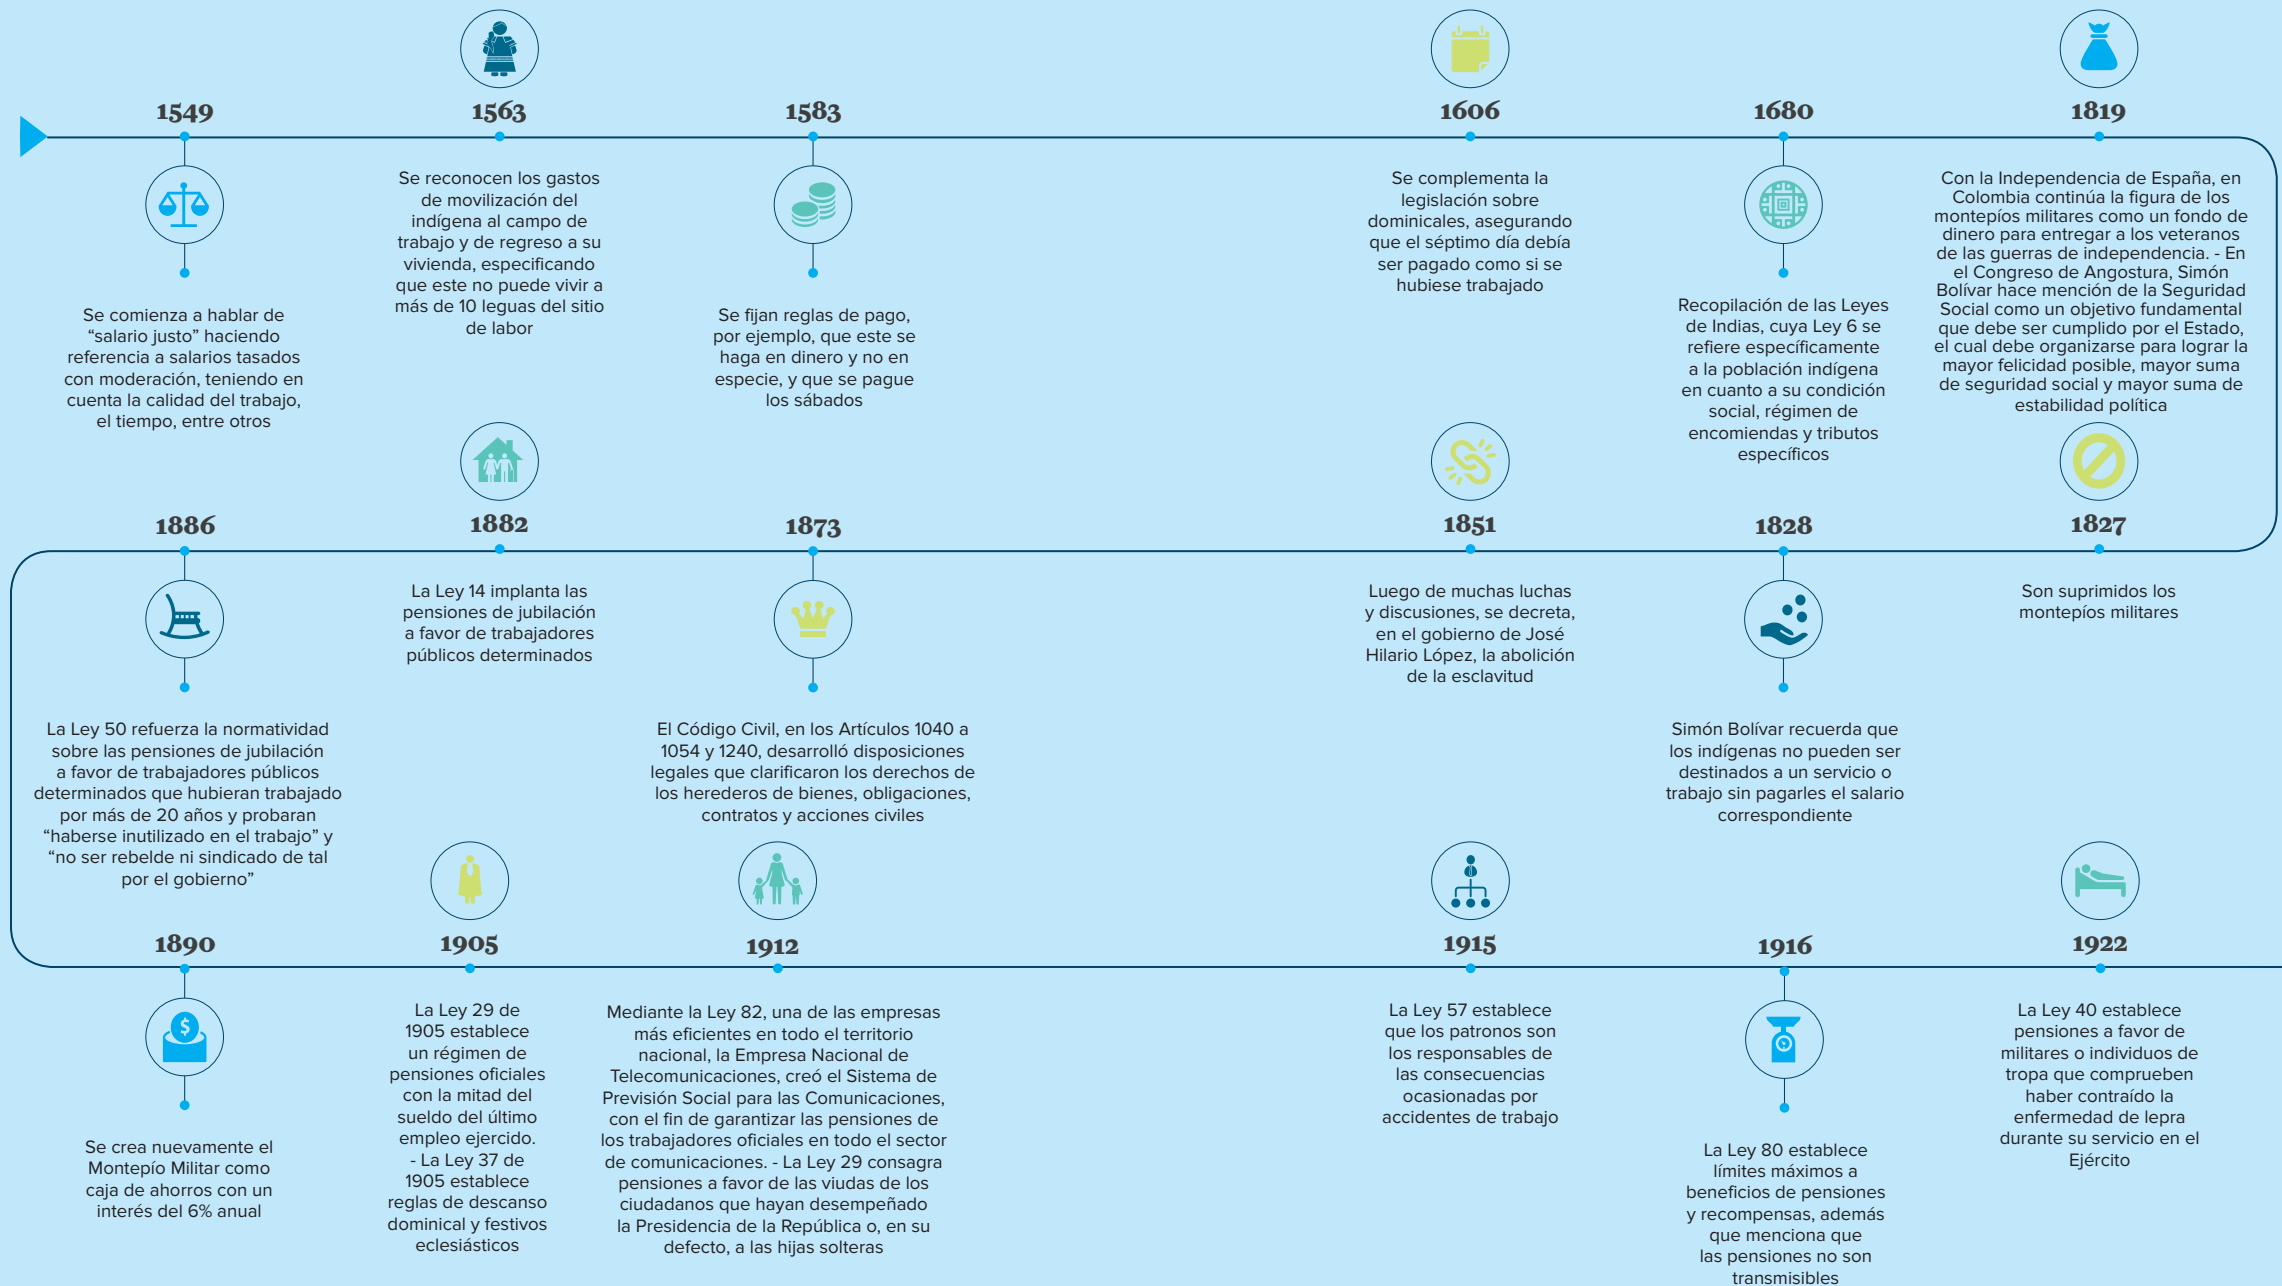 1549
Se comienza a hablar de
“salario justo” haciendo
referencia a salarios tasados
con moderación, teniendo en
cuenta la calidad del trabajo,
el tiempo, entre otros
1563
Se reconocen los gastos
de movilización del
indígena al campo de
trabajo y de regreso a su
vivienda, especificando
que este no puede vivir a
más de 10 leguas del sitio
de labor
1583
Se fijan reglas de pago,
por ejemplo, que este se
haga en dinero y no en
especie, y que se pague
los sábados
1606
Se complementa la
legislación sobre
dominicales, asegurando
que el séptimo día debía
ser pagado como si se
hubiese trabajado
1680
Recopilación de las Leyes
de Indias, cuya Ley 6 se
refiere específicamente
a la población indígena
en cuanto a su condición
social, régimen de
encomiendas y tributos
específicos
1819
Con la Independencia de España, en
Colombia continúa la figura de los
montepíos militares como un fondo de
dinero para entregar a los veteranos
de las guerras de independencia. - En
el Congreso de Angostura, Simón
Bolívar hace mención de la Seguridad
Social como un objetivo fundamental
que debe ser cumplido por el Estado,
el cual debe organizarse para lograr la
mayor felicidad posible, mayor suma
de seguridad social y mayor suma de
estabilidad política
1827
Son suprimidos los
montepíos militares
1828
Simón Bolívar recuerda que
los indígenas no pueden ser
destinados a un servicio o
trabajo sin pagarles el salario
correspondiente
1851
Luego de muchas luchas
y discusiones, se decreta,
en el gobierno de José
Hilario López, la abolición
de la esclavitud
1873
El Código Civil, en los Artículos 1040 a
1054 y 1240, desarrolló disposiciones
legales que clarificaron los derechos de
los herederos de bienes, obligaciones,
contratos y acciones civiles
1882
La Ley 14 implanta las
pensiones de jubilación
a favor de trabajadores
públicos determinados
1886
La Ley 50 refuerza la normatividad
sobre las pensiones de jubilación
a favor de trabajadores públicos
determinados que hubieran trabajado
por más de 20 años y probaran
“haberse inutilizado en el trabajo” y
“no ser rebelde ni sindicado de tal
por el gobierno”
1890
$
Se crea nuevamente el
Montepío Militar como
caja de ahorros con un
interés del 6% anual
1905
La Ley 29 de
1905 establece
un régimen de
pensiones oficiales
con la mitad del
sueldo del último
empleo ejercido.
- La Ley 37 de
1905 establece
reglas de descanso
dominical y festivos
eclesiásticos
1912
Mediante la Ley 82, una de las empresas
más eficientes en todo el territorio
nacional, la Empresa Nacional de
Telecomunicaciones, creó el Sistema de
Previsión Social para las Comunicaciones,
con el fin de garantizar las pensiones de
los trabajadores oficiales en todo el sector
de comunicaciones. - La Ley 29 consagra
pensiones a favor de las viudas de los
ciudadanos que hayan desempeñado
la Presidencia de la República o, en su
defecto, a las hijas solteras
1915
La Ley 57 establece
que los patronos son
los responsables de
las consecuencias
ocasionadas por
accidentes de trabajo
1916
La Ley 80 establece
límites máximos a
beneficios de pensiones
y recompensas, además
que menciona que
las pensiones no son
transmisibles
1922
La Ley 40 establece
pensiones a favor de
militares o individuos de
tropa que comprueben
haber contraído la
enfermedad de lepra
durante su servicio en el
Ejército